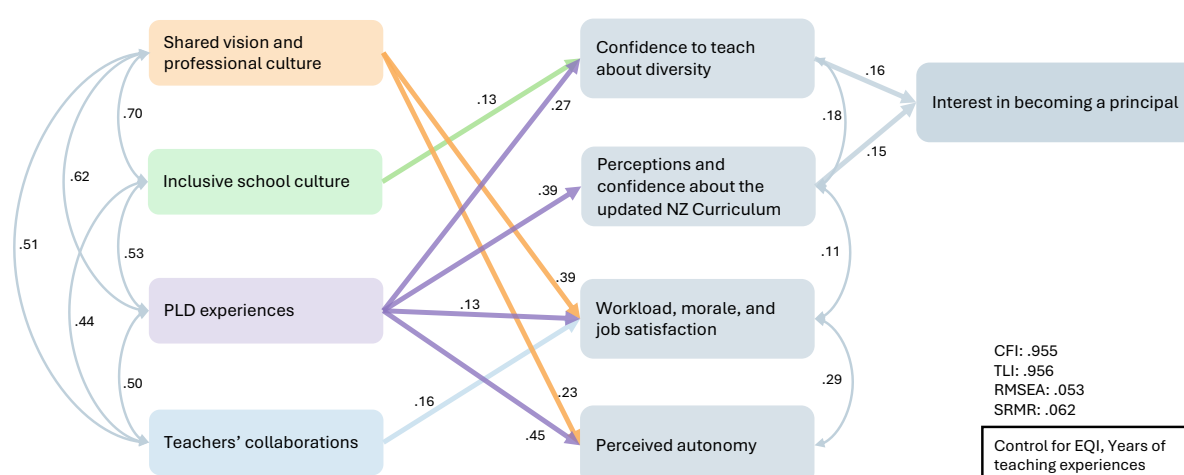 Shared vision and
professional culture
Inclusive school culture
PLD experiences
Teachers' collaborations
.70
.62
.51
.53
.44
.50
.13
.27
.39
.39
.13
.16
.23
.45
Confidence to teach
about diversity
Perceptions and
confidence about the
updated NZ Curriculum
Workload, morale, and
job satisfaction
Perceived autonomy
.16
.18
.15
.11
.29
Interest in becoming a principal
CFI: .955
TLI: .956
RMSEA: .053
SRMR: .062
Control for EQI, Years of
teaching experiences